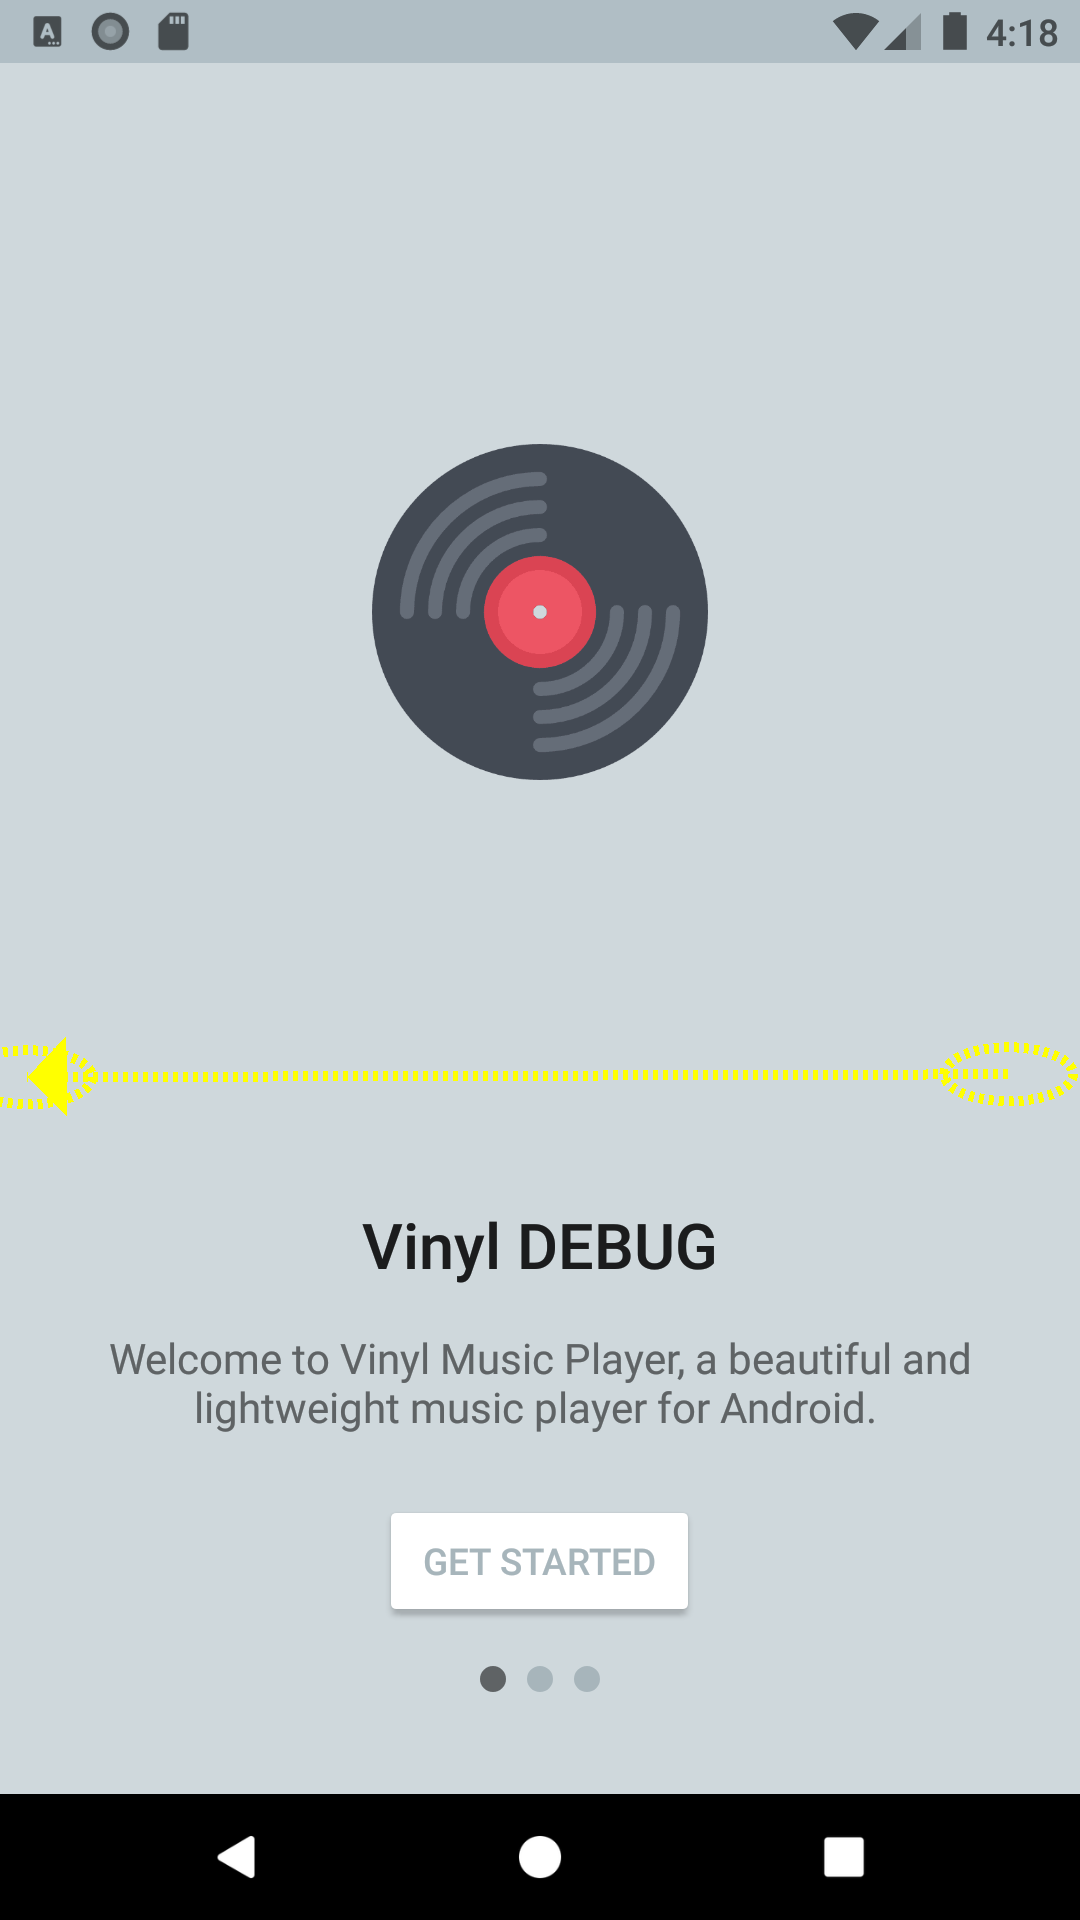 4:18
Vinyl DEBUG
Welcome to Vinyl Music Player, a beautiful and
lightweight music player for Android.
GET STARTED